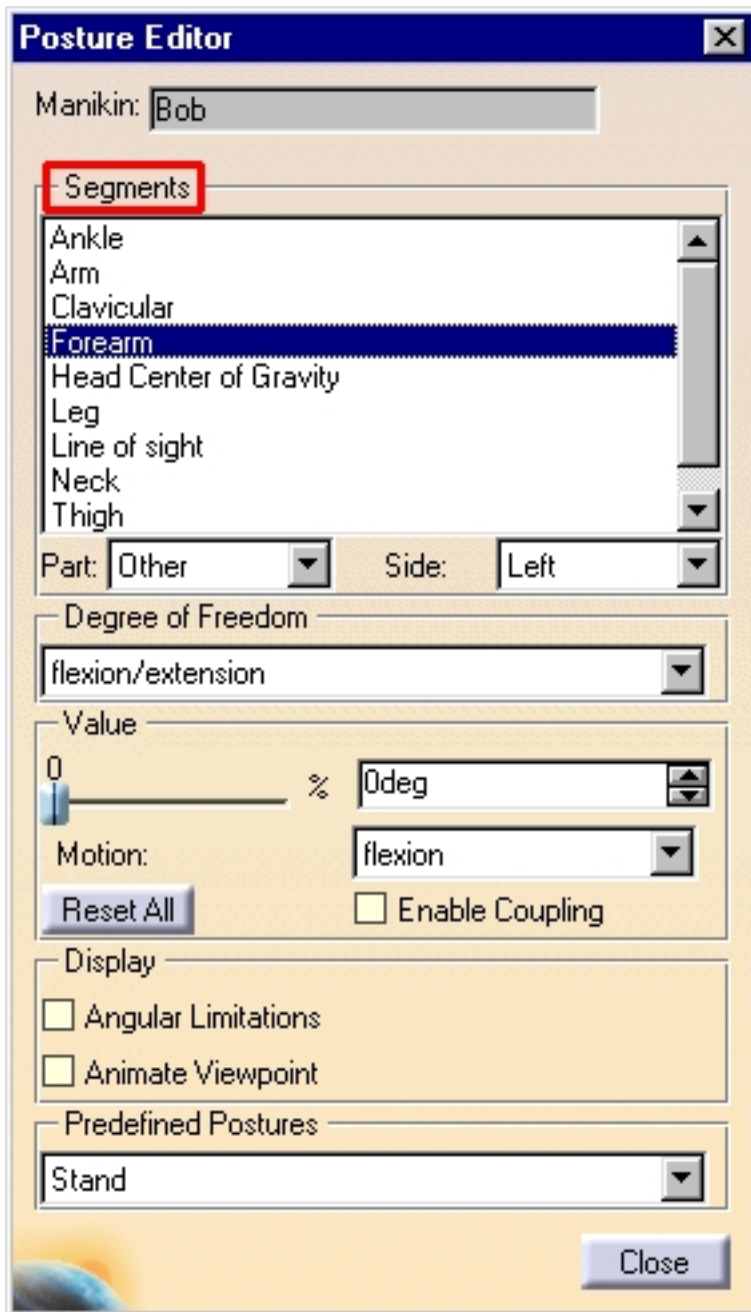 Posture Editor
Manikin: Bob
Segments
Ankle
Arm
Clavicular
Forearm
Head Center of Gravity
Leg
Line of sight
Neck
Thigh
Part: Other Side: Left
Degree of Freedom
flexion/extension
Value
0
% 0deg
Motion: flexion
Reset All Enable Coupling
Display
Angular Limitations
Animate Viewpoint
Predefined Postures
Stand
Close